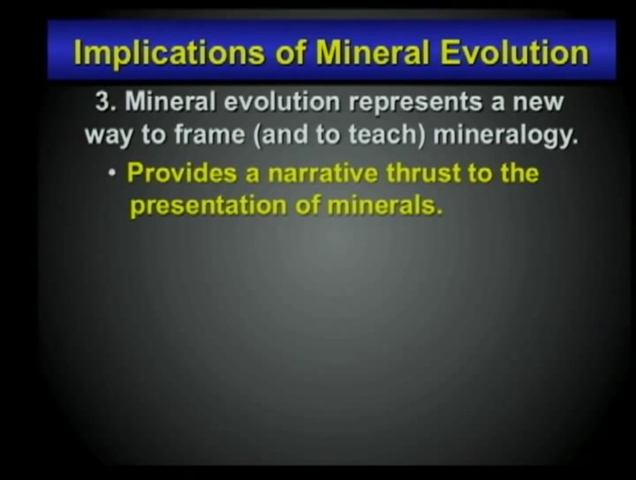 Implications of Mineral Evolution
3. Mineral evolution represents a new
way to frame (and to teach) mineralogy.
• Provides a narrative thrust to the
presentation of minerals.